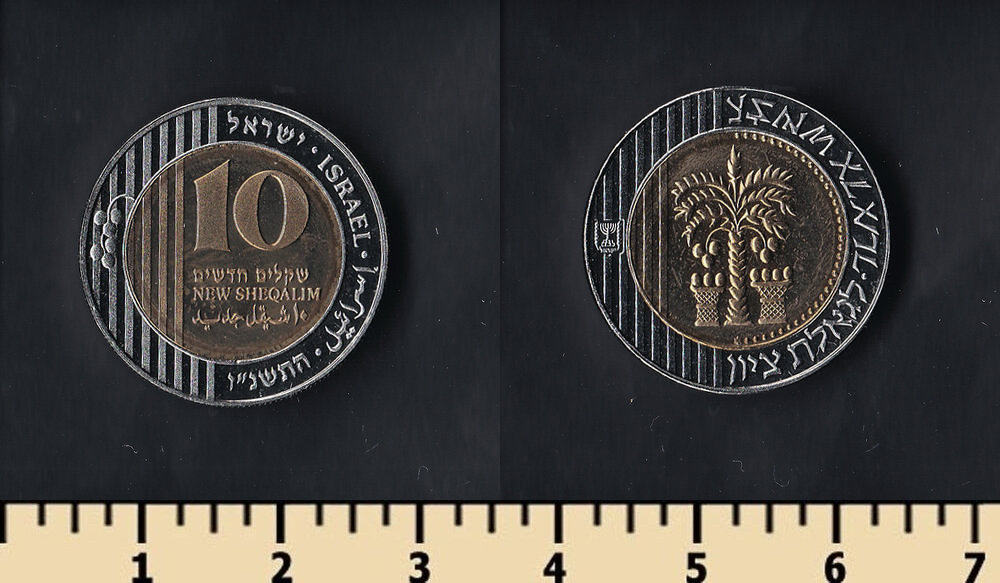 ישראל · ISRAEL · اسرائيل · התשנ"ו
10
שקלים חדשים
NEW SHEQALIM
١٠ شيقل جديد
לגאלת ציון
1 2 3 4 5 6 7